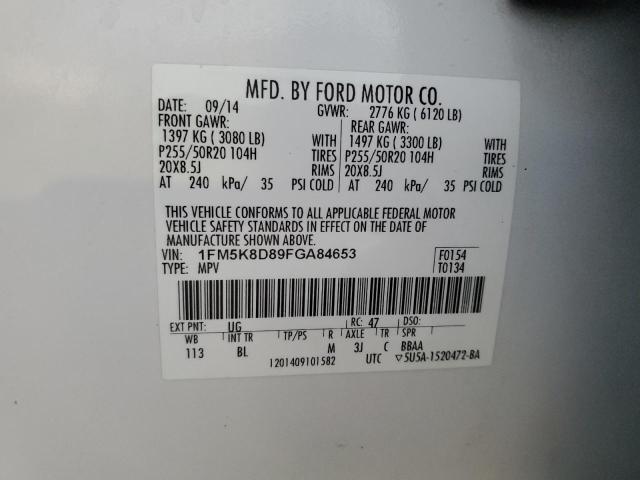 MFD. BY FORD MOTOR CO.
DATE: 09/14 GVWR: 2776 KG ( 6120 LB)
FRONT GAWR: REAR GAWR:
1397 KG ( 3080 LB) WITH 1497 KG ( 3300 LB) WITH
P255/50R20 104H TIRES P255/50R20 104H TIRES
20X8.5J RIMS 20X8.5J RIMS
AT 240 kPa/ 35 PSI COLD AT 240 kPa/ 35 PSI COLD
THIS VEHICLE CONFORMS TO ALL APPLICABLE FEDERAL MOTOR
VEHICLE SAFETY STANDARDS IN EFFECT ON THE DATE OF
MANUFACTURE SHOWN ABOVE.
VIN: 1FM5K8D89FGA84653 F0154
TYPE: MPV T0134
EXT PNT: UG RC: 47 DSO:
WB INT TR TP/PS R AXLE TR SPR
113 BL M 3J C BBAA
1201409101582 UTC ▽5U5A-1520472-BA